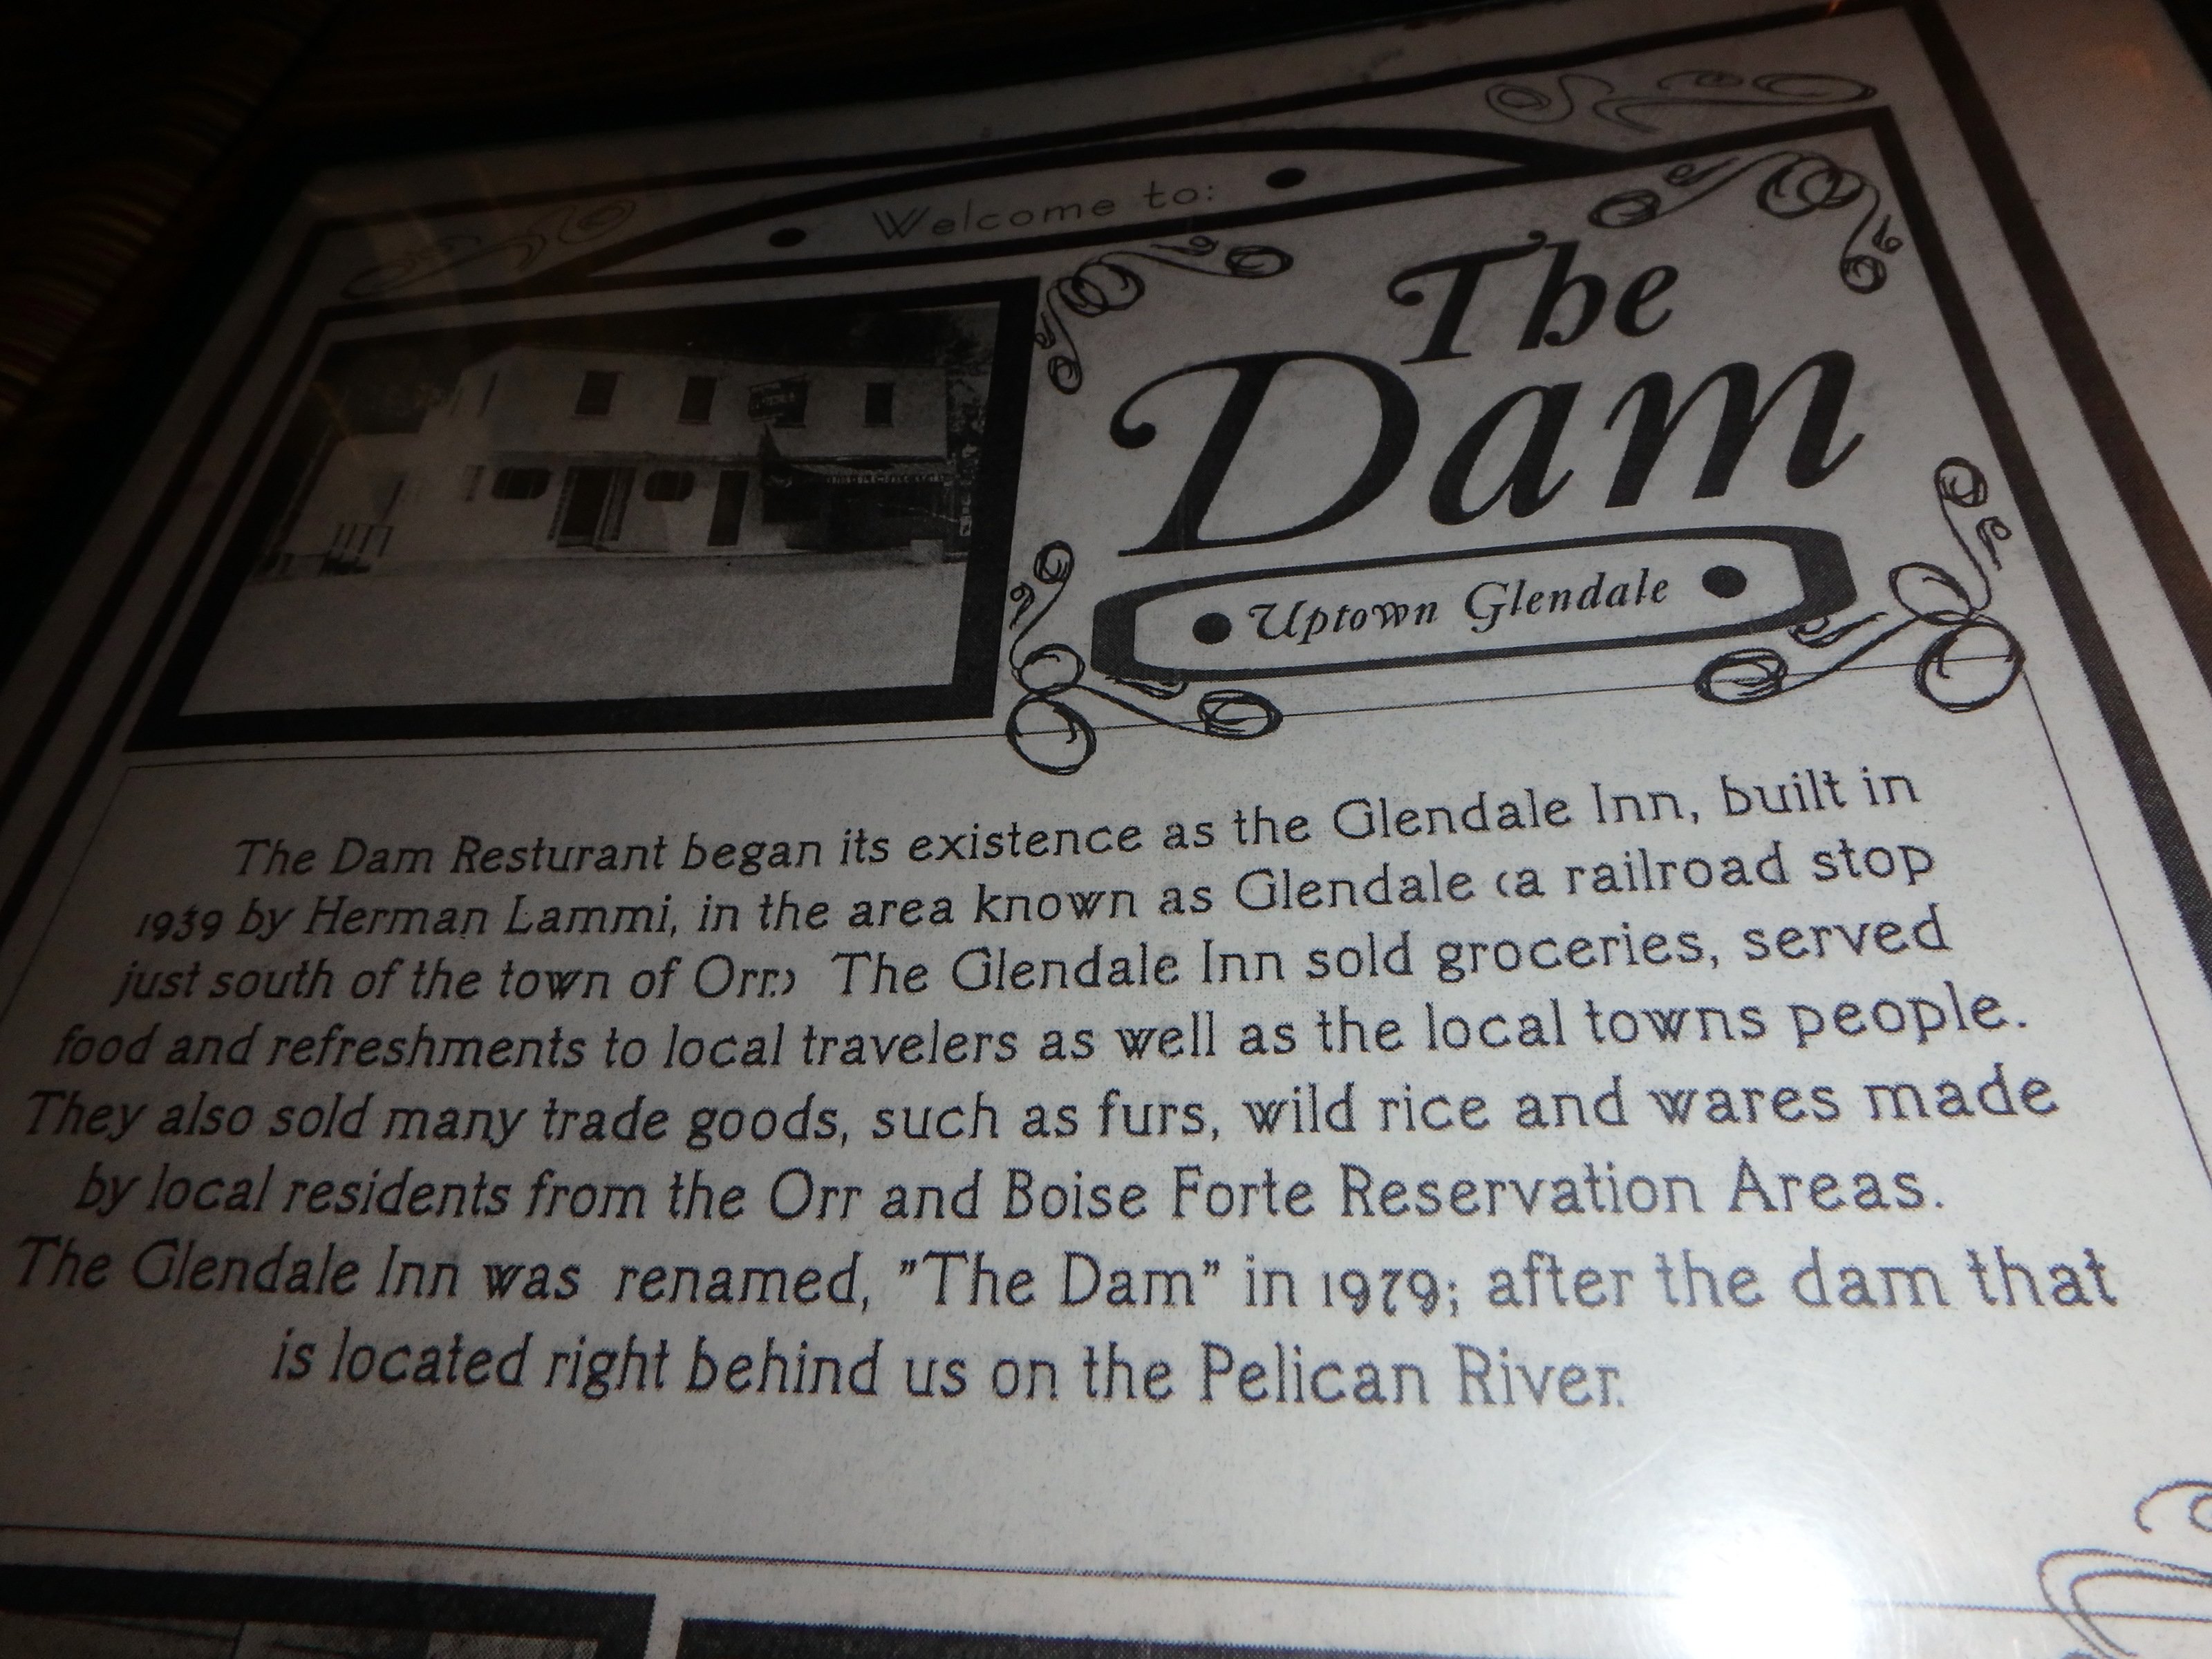 Welcome to:
The
Dam
Uptown Glendale
The Dam Resturant began its existence as the Glendale Inn, built in
1939 by Herman Lammi, in the area known as Glendale (a railroad stop
just south of the town of Orr.) The Glendale Inn sold groceries, served
food and refreshments to local travelers as well as the local towns people.
They also sold many trade goods, such as furs, wild rice and wares made
by local residents from the Orr and Boise Forte Reservation Areas.
The Glendale Inn was renamed, "The Dam" in 1979; after the dam that
is located right behind us on the Pelican River.